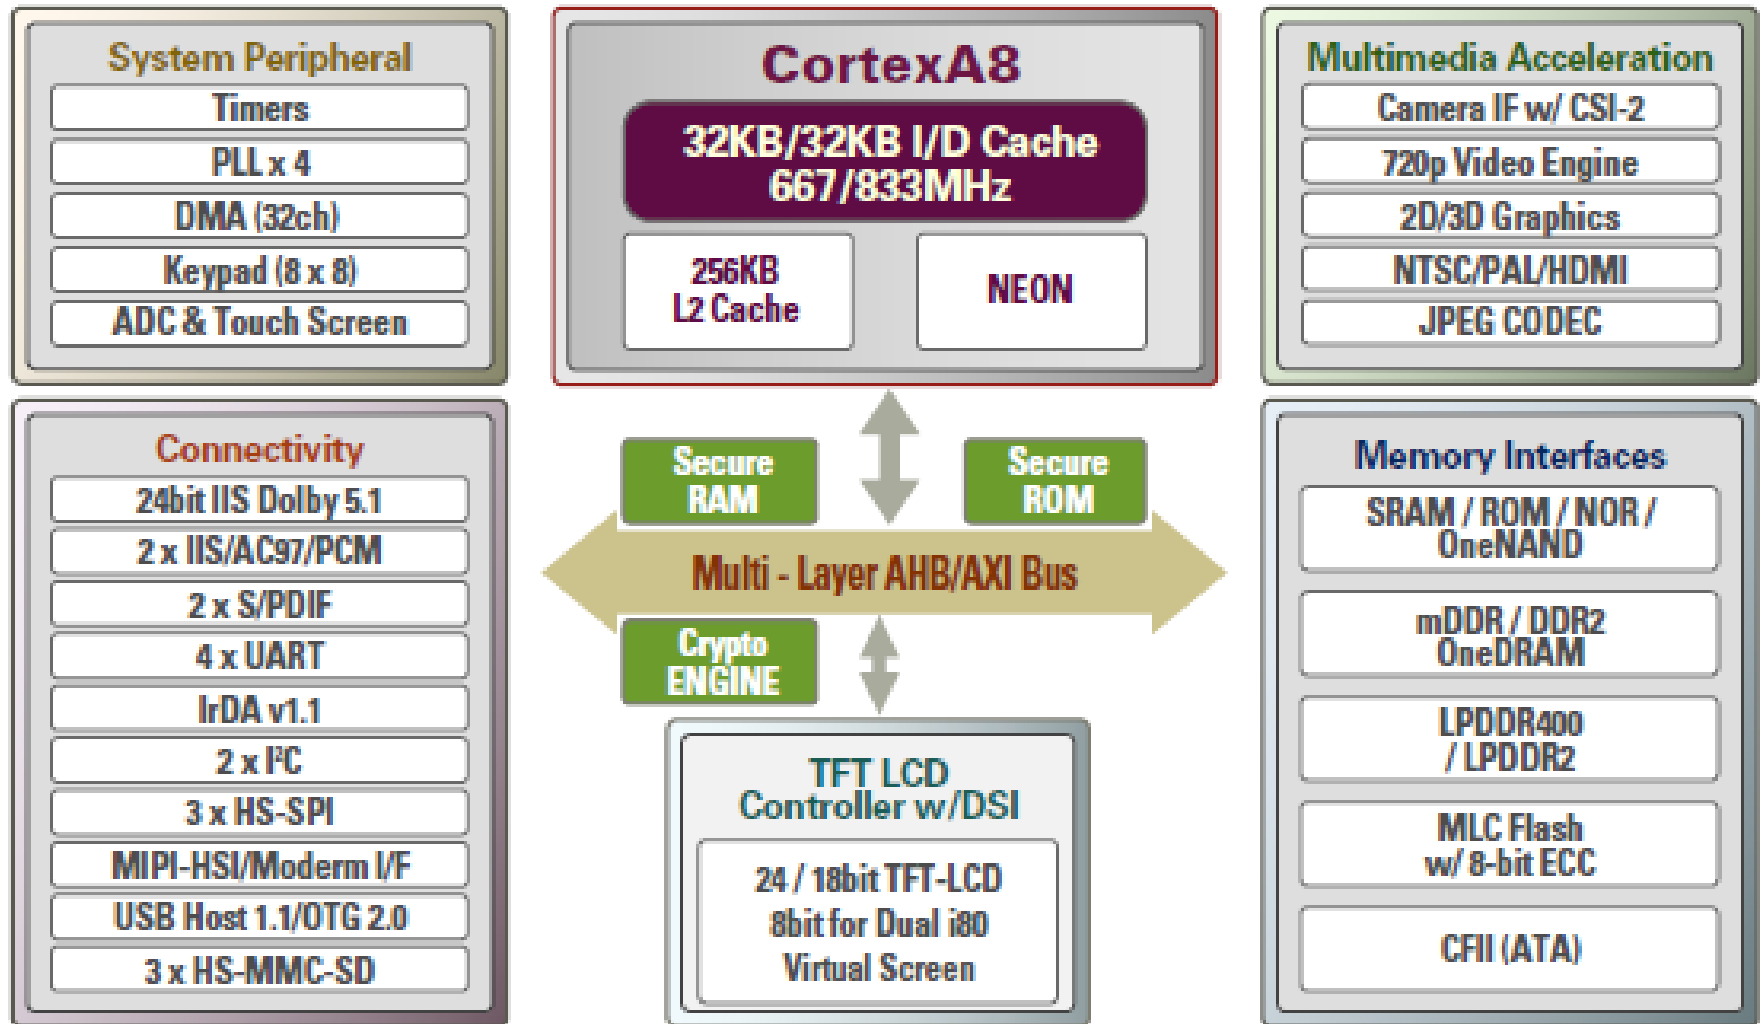 System Peripheral
Timers
PLL x 4
DMA (32ch)
Keypad (8 x 8)
ADC & Touch Screen
CortexA8
32KB/32KB I/D Cache
667/833MHz
256KB
L2 Cache
NEON
Multimedia Acceleration
Camera IF w/ CSI-2
720p Video Engine
2D/3D Graphics
NTSC/PAL/HDMI
JPEG CODEC
Connectivity
24bit IIS Dolby 5.1
2 x IIS/AC97/PCM
2 x S/PDIF
4 x UART
IrDA v1.1
2 x I²C
3 x HS-SPI
MIPI-HSI/Moderm I/F
USB Host 1.1/OTG 2.0
3 x HS-MMC-SD
Secure
RAM
Secure
ROM
Multi - Layer AHB/AXI Bus
Crypto
ENGINE
TFT LCD
Controller w/DSI
24 / 18bit TFT-LCD
8bit for Dual i80
Virtual Screen
Memory Interfaces
SRAM / ROM / NOR /
OneNAND
mDDR / DDR2
OneDRAM
LPDDR400
/ LPDDR2
MLC Flash
w/ 8-bit ECC
CFII (ATA)